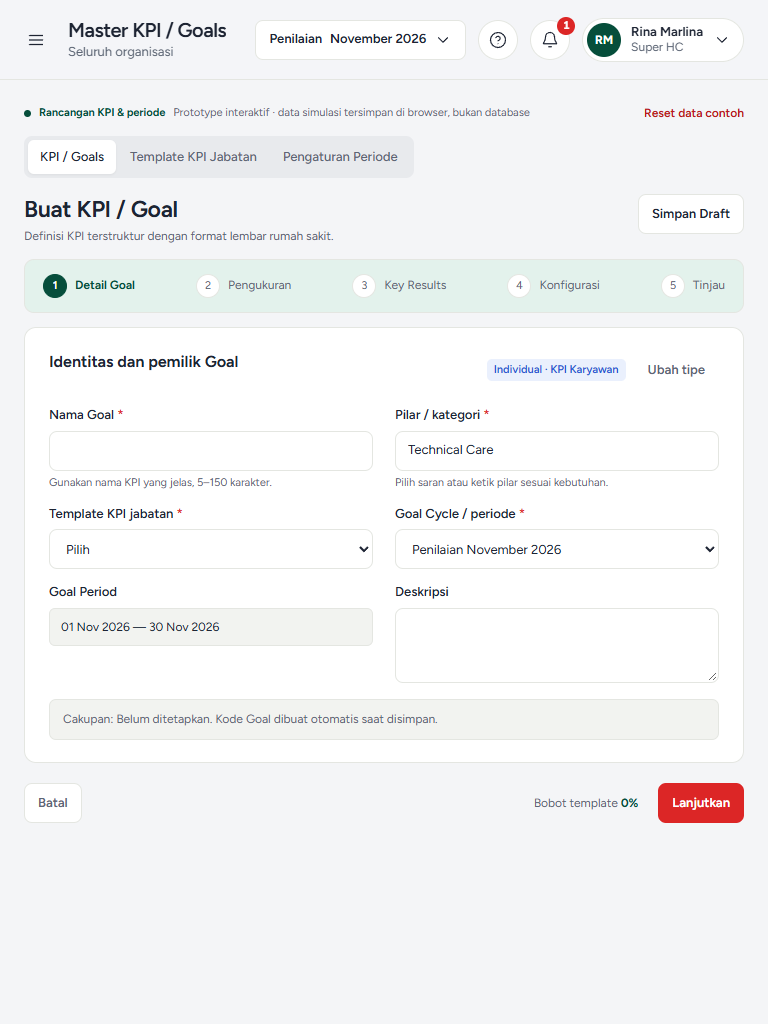 Master KPI / Goals
Seluruh organisasi
Penilaian November 2026
1
RM
Rina Marlina
Super HC
Rancangan KPI & periode Prototype interaktif · data simulasi tersimpan di browser, bukan database
Reset data contoh
KPI / Goals
Template KPI Jabatan
Pengaturan Periode
Buat KPI / Goal
Definisi KPI terstruktur dengan format lembar rumah sakit.
Simpan Draft
1 Detail Goal
2 Pengukuran
3 Key Results
4 Konfigurasi
5 Tinjau
Identitas dan pemilik Goal
Individual · KPI Karyawan
Ubah tipe
Nama Goal *
Gunakan nama KPI yang jelas, 5–150 karakter.
Pilar / kategori *
Technical Care
Pilih saran atau ketik pilar sesuai kebutuhan.
Template KPI jabatan *
Pilih
Goal Cycle / periode *
Penilaian November 2026
Goal Period
01 Nov 2026 — 30 Nov 2026
Deskripsi
Cakupan: Belum ditetapkan. Kode Goal dibuat otomatis saat disimpan.
Batal
Bobot template 0%
Lanjutkan